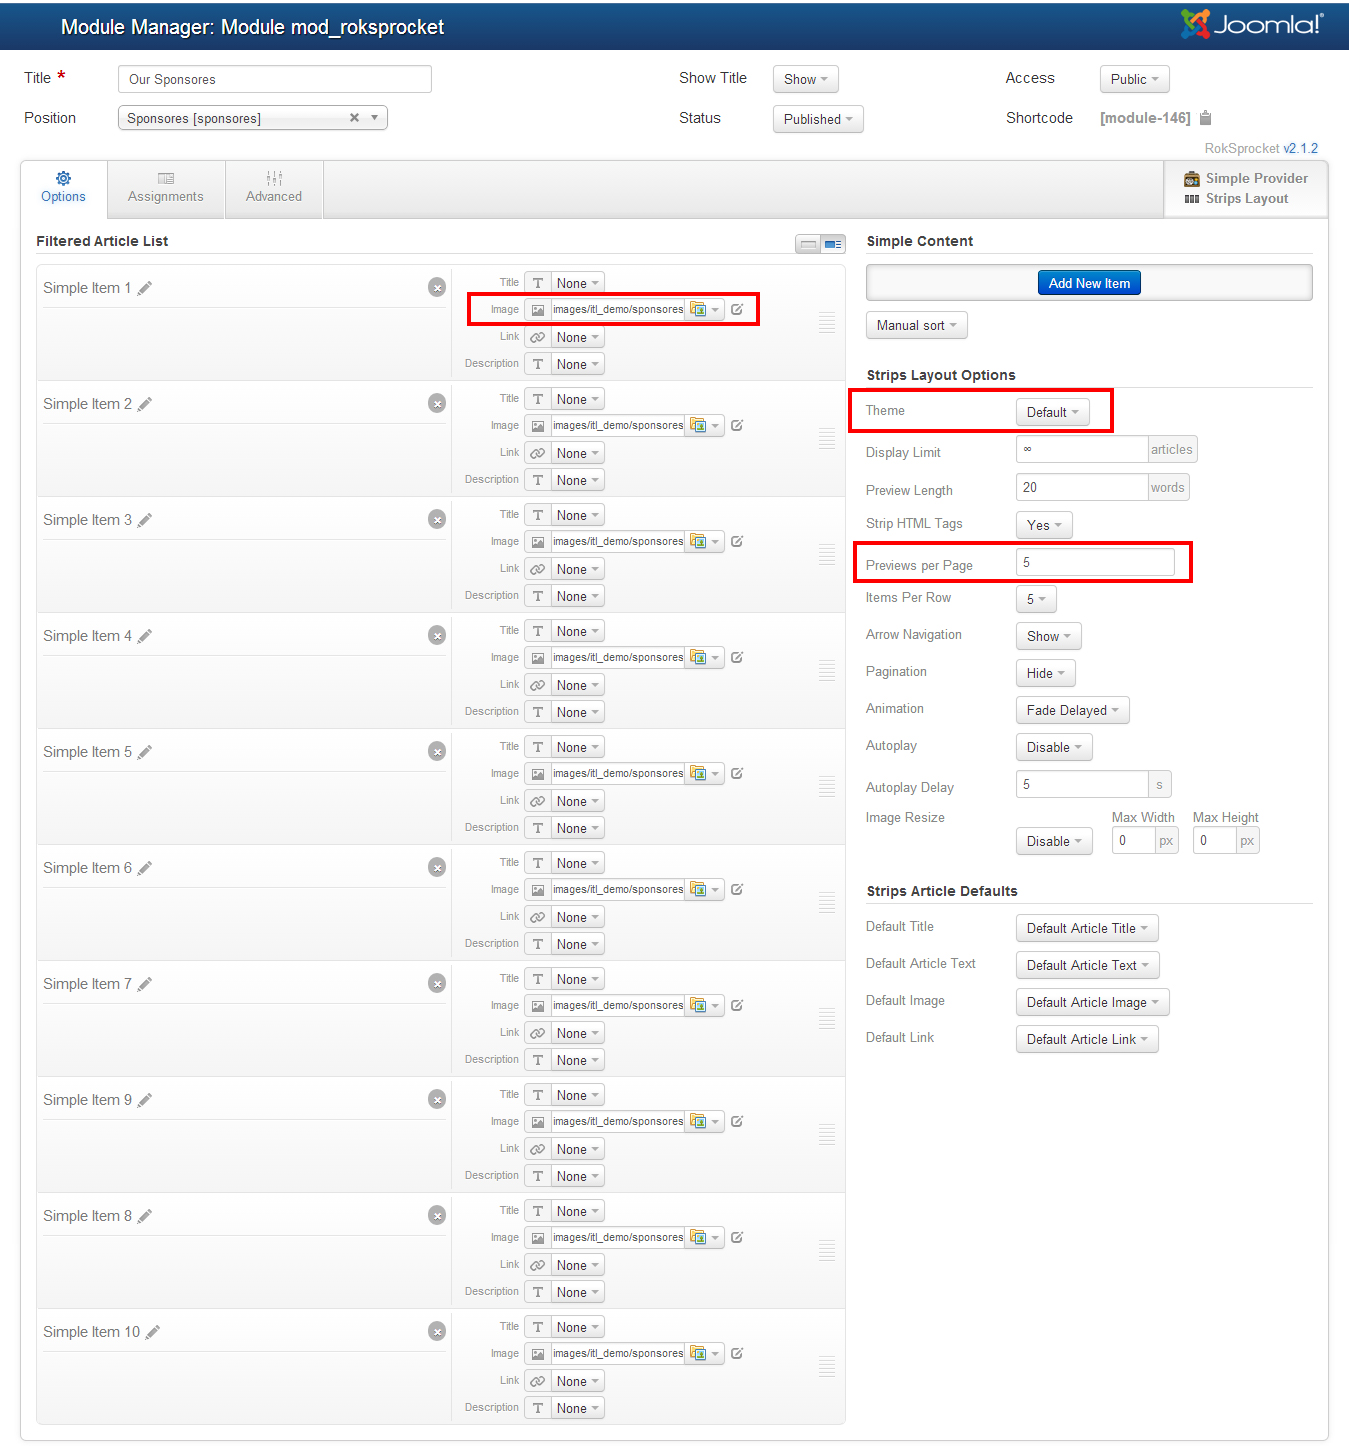 Module Manager: Module mod_roksprocket
Joomla!®
Title *
Our Sponsores
Show Title
Show
Access
Public
Position
Sponsores [sponsores]
Status
Published
Shortcode
[module-146]
RokSprocket v2.1.2
Options
Assignments
Advanced
Simple Provider
Strips Layout
Filtered Article List
Simple Item 1
Title
T
None
Image
images/itl_demo/sponsores
Link
None
Description
T
None
Simple Item 2
Title
T
None
Image
images/itl_demo/sponsores
Link
None
Description
T
None
Simple Item 3
Title
T
None
Image
images/itl_demo/sponsores
Link
None
Description
T
None
Simple Item 4
Title
T
None
Image
images/itl_demo/sponsores
Link
None
Description
T
None
Simple Item 5
Title
T
None
Image
images/itl_demo/sponsores
Link
None
Description
T
None
Simple Item 6
Title
T
None
Image
images/itl_demo/sponsores
Link
None
Description
T
None
Simple Item 7
Title
T
None
Image
images/itl_demo/sponsores
Link
None
Description
T
None
Simple Item 9
Title
T
None
Image
images/itl_demo/sponsores
Link
None
Description
T
None
Simple Item 8
Title
T
None
Image
images/itl_demo/sponsores
Link
None
Description
T
None
Simple Item 10
Title
T
None
Image
images/itl_demo/sponsores
Link
None
Description
T
None
Simple Content
Add New Item
Manual sort
Strips Layout Options
Theme
Default
Display Limit
∞
articles
Preview Length
20
words
Strip HTML Tags
Yes
Previews per Page
5
Items Per Row
5
Arrow Navigation
Show
Pagination
Hide
Animation
Fade Delayed
Autoplay
Disable
Autoplay Delay
5
s
Image Resize
Disable
Max Width
0
px
Max Height
0
px
Strips Article Defaults
Default Title
Default Article Title
Default Article Text
Default Article Text
Default Image
Default Article Image
Default Link
Default Article Link